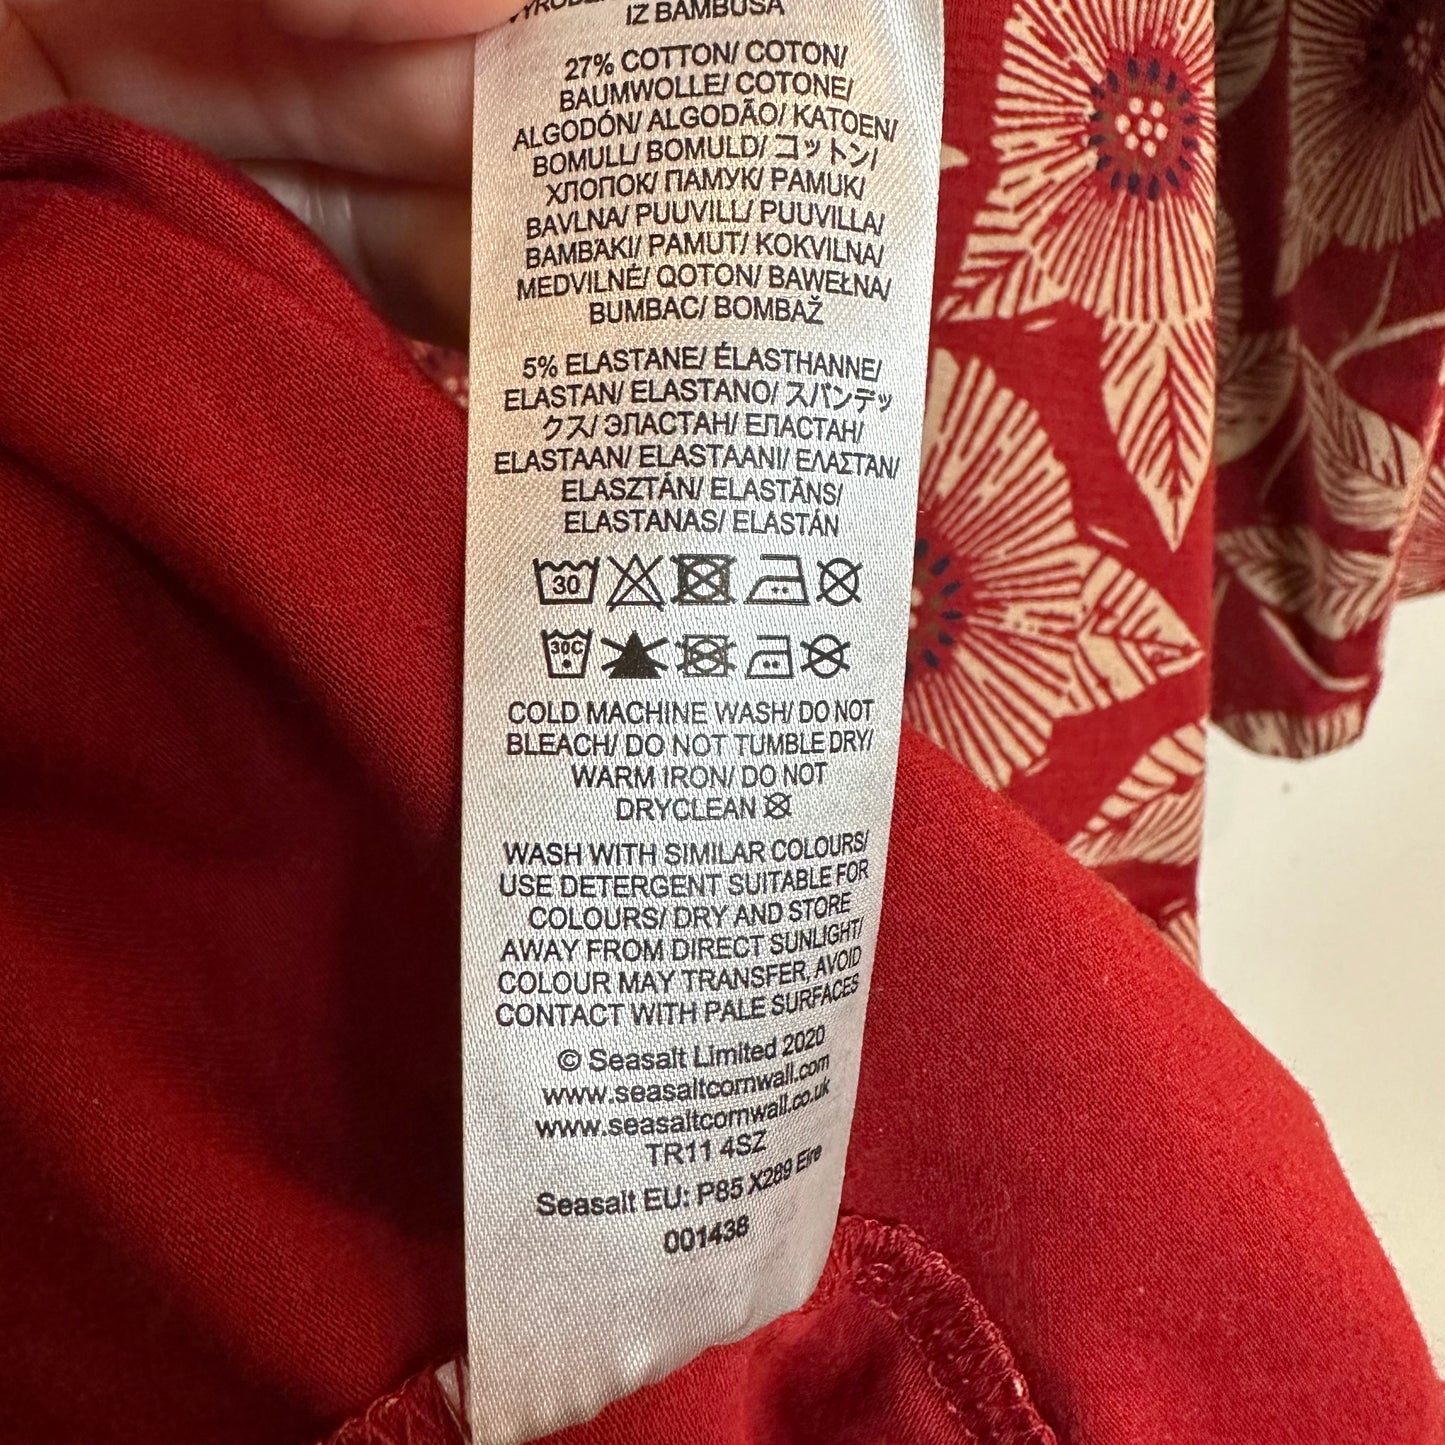 IZ BAMBUSA
27% COTTON/ COTON/
BAUMWOLLE/ COTONE/
ALGODÓN/ ALGODÃO/ KATOEN/
BOMULL/ BOMULD/ コットン/
ХЛОПОК/ ПАМУК/ PAMUK/
BAVLNA/ PUUVILL/ PUUVILLA/
BAMBAKI/ PAMUT/ KOKVILNA/
MEDVILNÉ/ QOTON/ BAWEŁNA/
BUMBAC/ BOMBAŽ
5% ELASTANE/ ÉLASTHANNE/
ELASTAN/ ELASTANO/ スパンデッ
クス/ ЭЛАСТАН/ ЕЛАСТАН/
ELASTAAN/ ELASTAANI/ ΕΛΑΣΤΑΝ/
ELASZTÁN/ ELASTĀNS/
ELASTANAS/ ELASTÁN
30
30C
COLD MACHINE WASH/ DO NOT
BLEACH/ DO NOT TUMBLE DRY/
WARM IRON/ DO NOT
DRYCLEAN
WASH WITH SIMILAR COLOURS/
USE DETERGENT SUITABLE FOR
COLOURS/ DRY AND STORE
AWAY FROM DIRECT SUNLIGHT/
COLOUR MAY TRANSFER, AVOID
CONTACT WITH PALE SURFACES
© Seasalt Limited 2020
www.seasaltcornwall.com
www.seasaltcornwall.co.uk
TR11 4SZ
Seasalt EU: P85 X289 Eire
001438